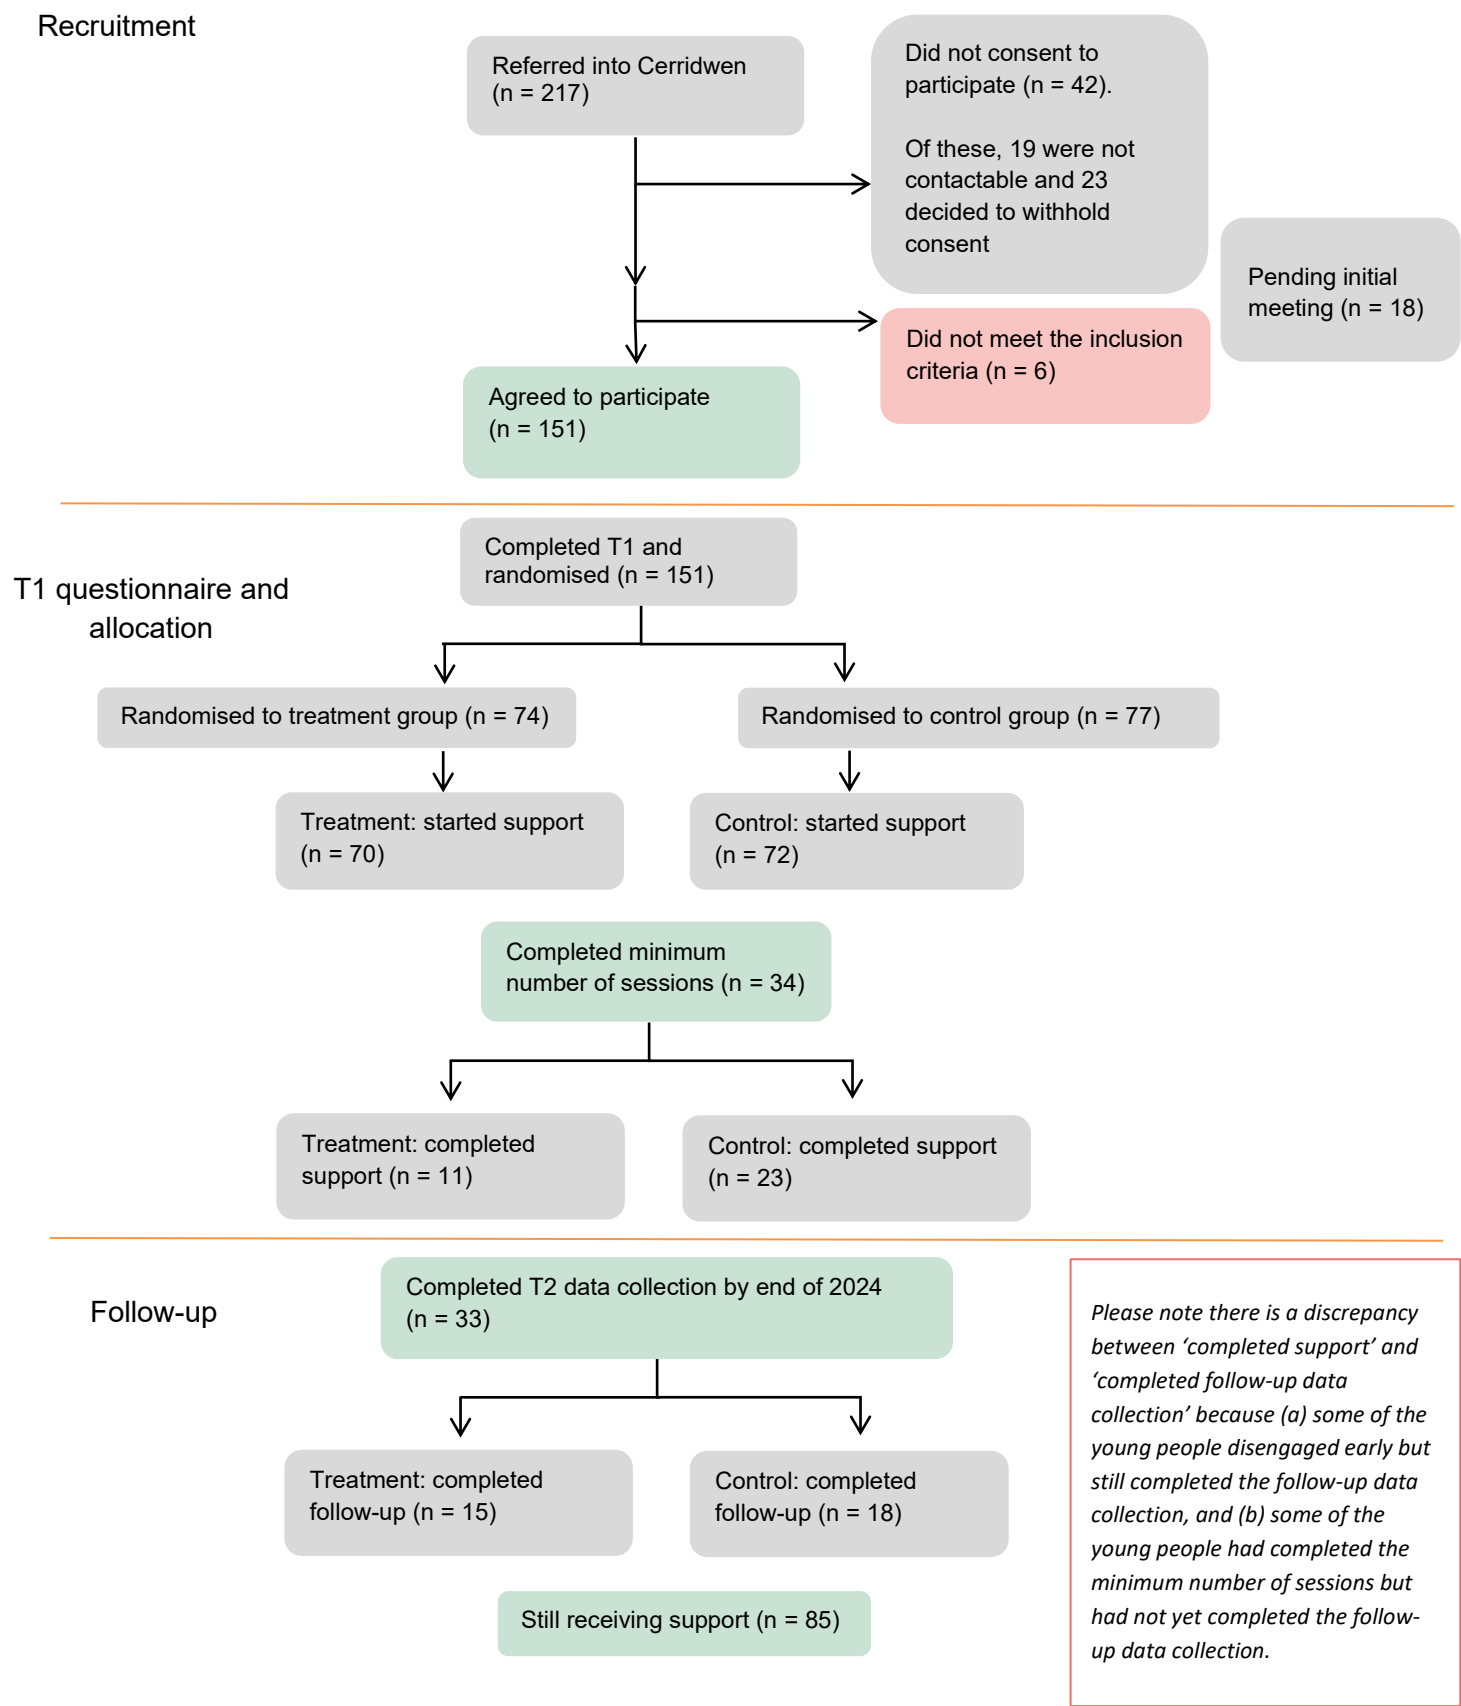 Recruitment
Referred into Cerridwen
(n = 217)
Did not consent to
participate (n = 42).
Of these, 19 were not
contactable and 23
decided to withhold
consent
Pending initial
meeting (n = 18)
Did not meet the inclusion
criteria (n = 6)
Agreed to participate
(n = 151)
T1 questionnaire and
allocation
Completed T1 and
randomised (n = 151)
Randomised to treatment group (n = 74)
Randomised to control group (n = 77)
Treatment: started support
(n = 70)
Control: started support
(n = 72)
Completed minimum
number of sessions (n = 34)
Treatment: completed
support (n = 11)
Control: completed support
(n = 23)
Follow-up
Completed T2 data collection by end of 2024
(n = 33)
Treatment: completed
follow-up (n = 15)
Control: completed
follow-up (n = 18)
Still receiving support (n = 85)
Please note there is a discrepancy
between ‘completed support’ and
‘completed follow-up data
collection’ because (a) some of the
young people disengaged early but
still completed the follow-up data
collection, and (b) some of the
young people had completed the
minimum number of sessions but
had not yet completed the follow-
up data collection.